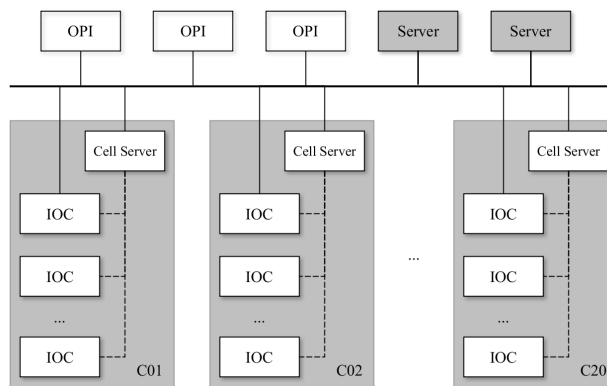 OPI OPI OPI Server Server
Cell Server Cell Server Cell Server
IOC IOC IOC
...
IOC IOC IOC
... ... ...
IOC IOC IOC
C01 C02 C20